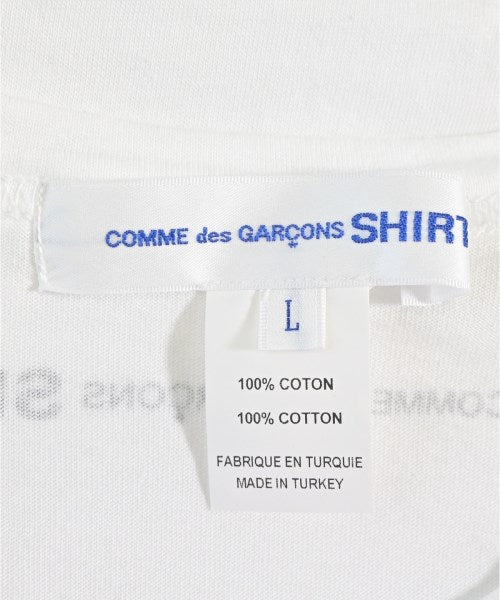 COMME des GARÇONS SHIRT
L
100% COTON
100% COTTON
FABRIQUE EN TURQUIE
MADE IN TURKEY